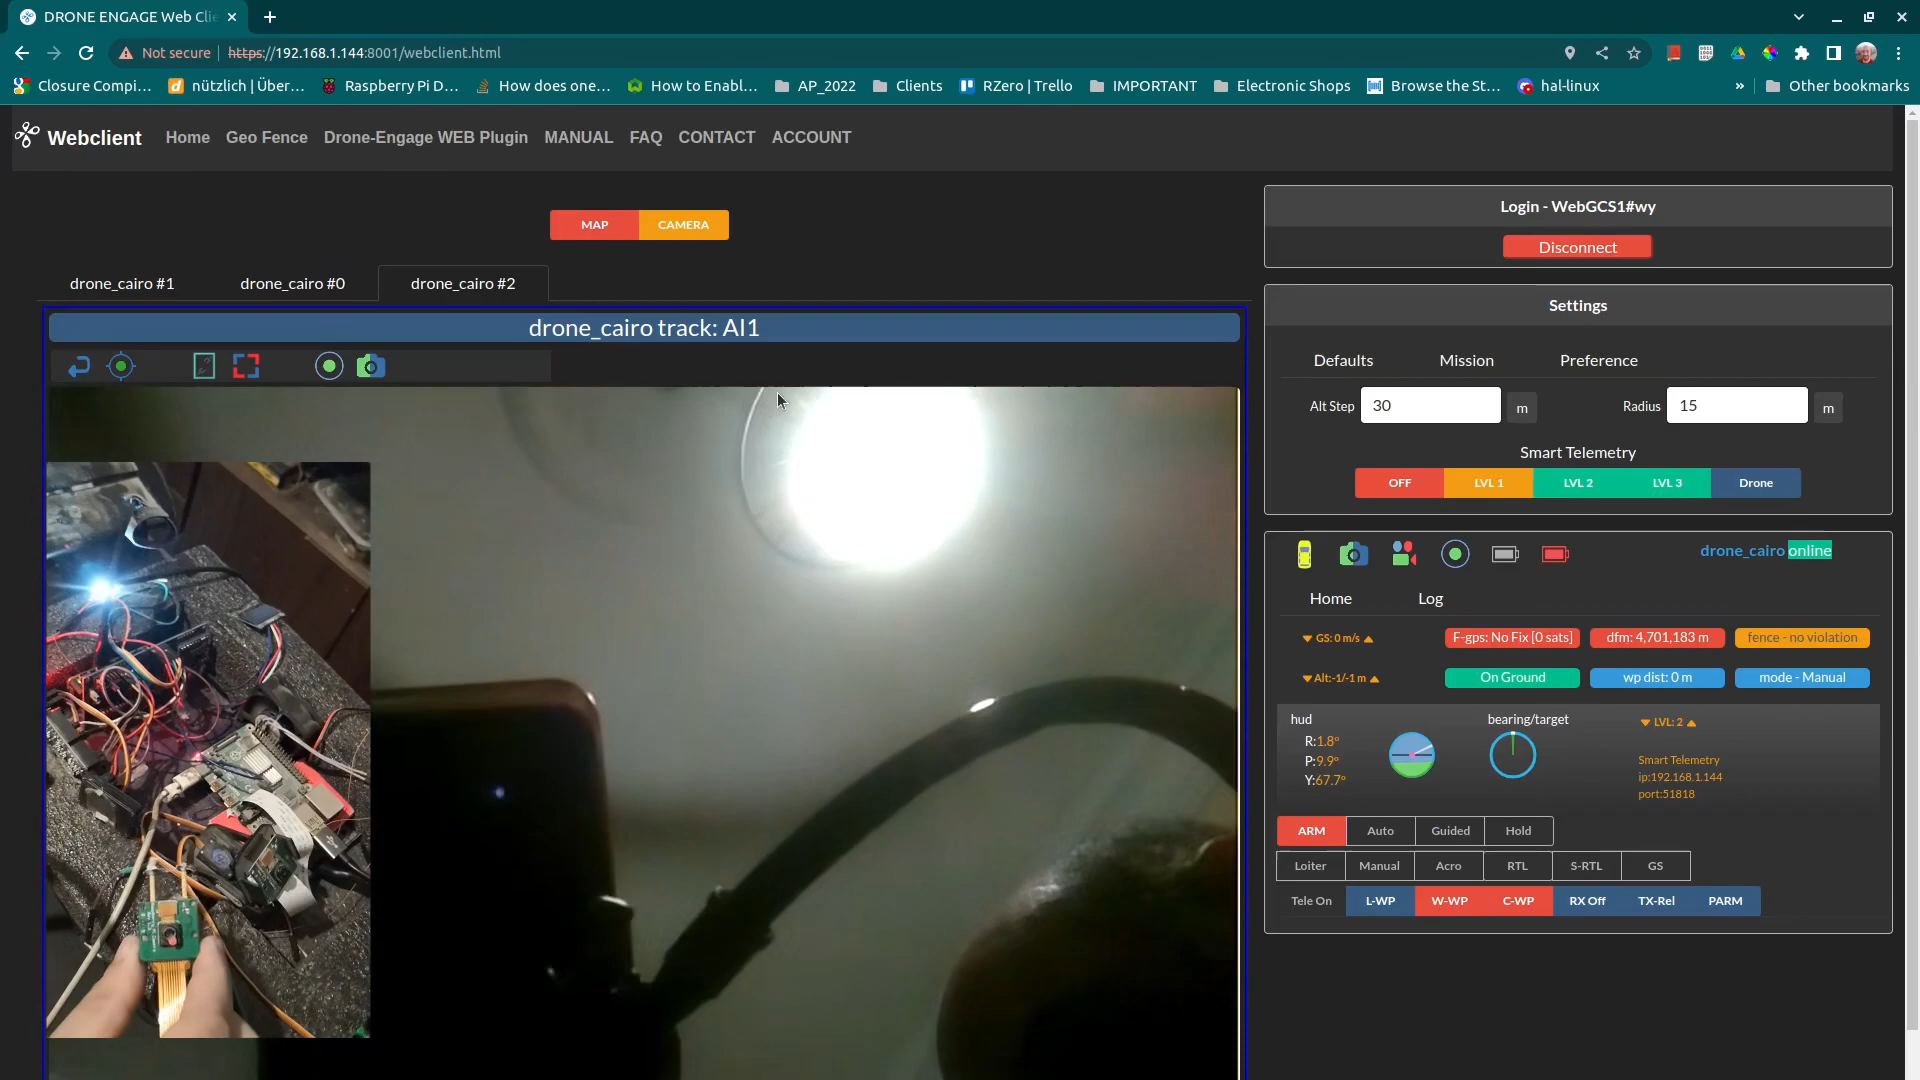 DRONE ENGAGE Web Clie
Not secure
https://192.168.1.144:8001/webclient.html
Closure Compi…
nützlich | Über…
Raspberry Pi D…
How does one…
How to Enabl…
AP_2022
Clients
RZero | Trello
IMPORTANT
Electronic Shops
Browse the St…
hal-linux
»
Other bookmarks
Webclient
Home
Geo Fence
Drone-Engage WEB Plugin
MANUAL
FAQ
CONTACT
ACCOUNT
MAP
CAMERA
drone_cairo #1
drone_cairo #0
drone_cairo #2
drone_cairo track: AI1
Login - WebGCS1#wy
Disconnect
Settings
Defaults
Mission
Preference
Alt Step
30
m
Radius
15
m
Smart Telemetry
OFF
LVL 1
LVL 2
LVL 3
Drone
drone_cairo online
Home
Log
GS: 0 m/s
F-gps: No Fix [0 sats]
dfm: 4,701,183 m
fence - no violation
Alt:-1/-1 m
On Ground
wp dist: 0 m
mode - Manual
hud
R:1.8º
P:9.9º
Y:67.7º
bearing/target
LVL: 2
Smart Telemetry
ip:192.168.1.144
port:51818
ARM
Auto
Guided
Hold
Loiter
Manual
Acro
RTL
S-RTL
GS
Tele On
L-WP
W-WP
C-WP
RX Off
TX-Rel
PARM